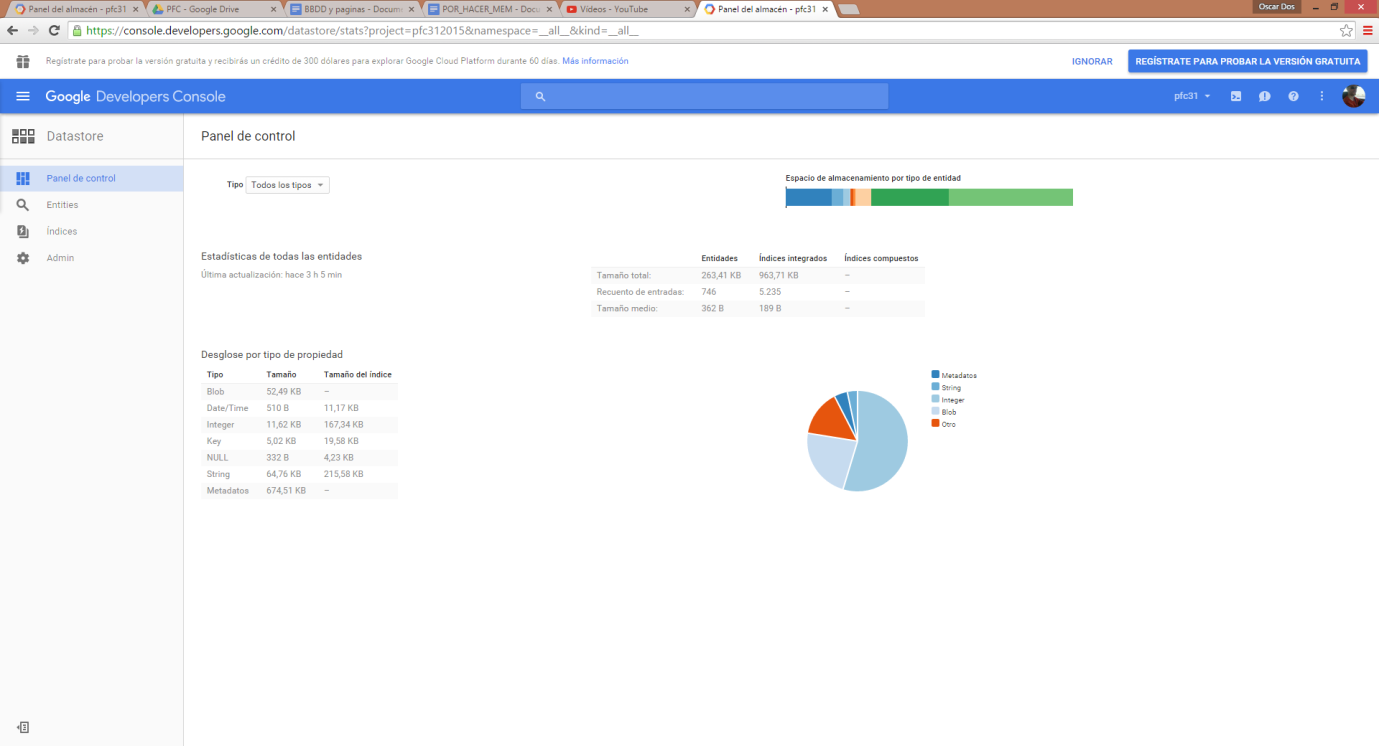 Panel del almacén - pfc31
PFC - Google Drive
BBDD y paginas - Docum
POR_HACER_MEM - Docu
Vídeos - YouTube
Panel del almacén - pfc31
Oscar Dos
https://console.developers.google.com/datastore/stats?project=pfc312015&namespace=__all__&kind=__all__
Regístrate para probar la versión gratuita y recibirás un crédito de 300 dólares para explorar Google Cloud Platform durante 60 días. Más información
IGNORAR
REGÍSTRATE PARA PROBAR LA VERSIÓN GRATUITA
Google Developers Console
pfc31
Datastore
Panel de control
Panel de control
Entities
Índices
Admin
Tipo Todos los tipos
Espacio de almacenamiento por tipo de entidad
Estadísticas de todas las entidades
Última actualización: hace 3 h 5 min
Entidades Índices integrados Índices compuestos
Tamaño total: 263,41 KB 963,71 KB –
Recuento de entradas: 746 5.235 –
Tamaño medio: 362 B 189 B –
Desglose por tipo de propiedad
Tipo Tamaño Tamaño del índice
Blob 52,49 KB –
Date/Time 510 B 11,17 KB
Integer 11,62 KB 167,34 KB
Key 5,02 KB 19,58 KB
NULL 332 B 4,23 KB
String 64,76 KB 215,58 KB
Metadatos 674,51 KB –
Metadatos
String
Integer
Blob
Otro